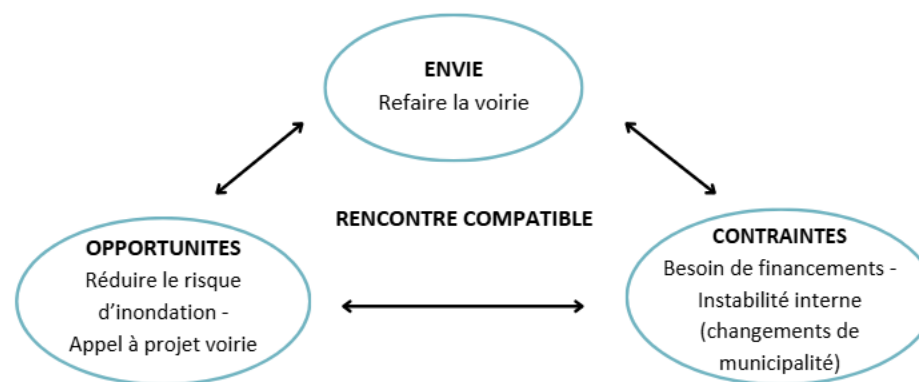 ENVIE
Refaire la voirie
RENCONTRE COMPATIBLE
OPPORTUNITES
Réduire le risque
d’inondation -
Appel à projet voirie
CONTRAINTES
Besoin de financements -
Instabilité interne
(changements de
municipalité)